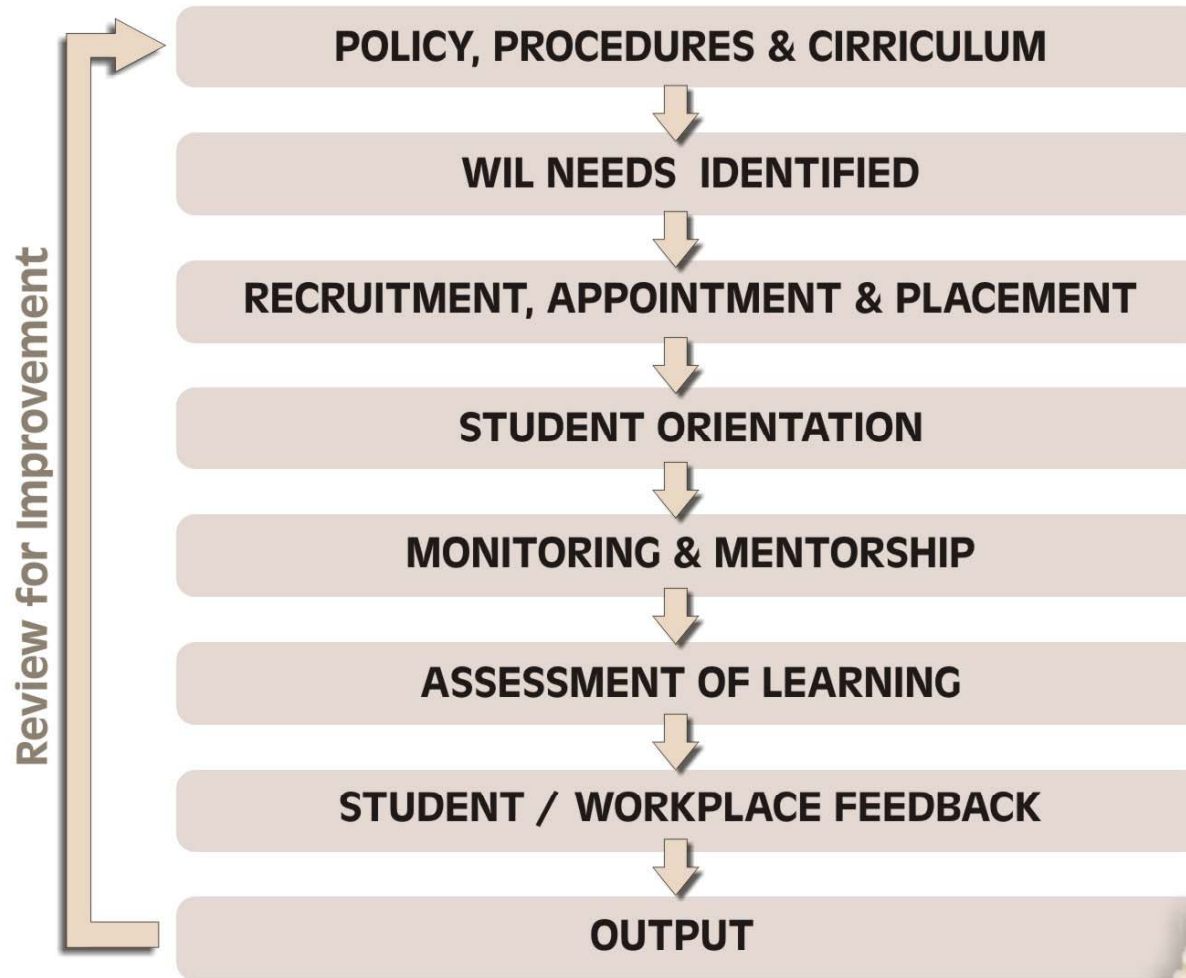 POLICY, PROCEDURES & CIRRICULUM
WIL NEEDS IDENTIFIED
RECRUITMENT, APPOINTMENT & PLACEMENT
STUDENT ORIENTATION
MONITORING & MENTORSHIP
ASSESSMENT OF LEARNING
STUDENT / WORKPLACE FEEDBACK
OUTPUT
Review for Improvement